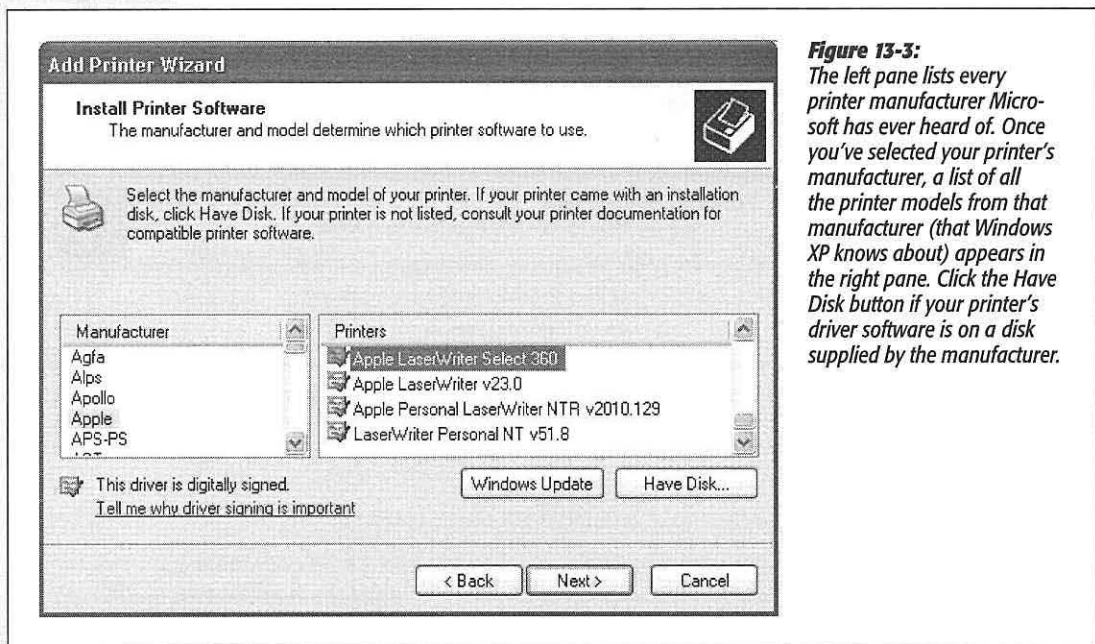 Add Printer Wizard
Install Printer Software
The manufacturer and model determine which printer software to use.
Select the manufacturer and model of your printer. If your printer came with an installation
disk, click Have Disk. If your printer is not listed, consult your printer documentation for
compatible printer software.
Manufacturer
Agfa
Alps
Apollo
Apple
APS-PS
Printers
Apple LaserWriter Select 360
Apple LaserWriter v23.0
Apple Personal LaserWriter NTR v2010.129
LaserWriter Personal NT v51.8
This driver is digitally signed.
Tell me why driver signing is important
Windows Update
Have Disk...
< Back
Next >
Cancel
Figure 13-3:
The left pane lists every
printer manufacturer Micro-
soft has ever heard of. Once
you've selected your printer's
manufacturer, a list of all
the printer models from that
manufacturer (that Windows
XP knows about) appears in
the right pane. Click the Have
Disk button if your printer's
driver software is on a disk
supplied by the manufacturer.